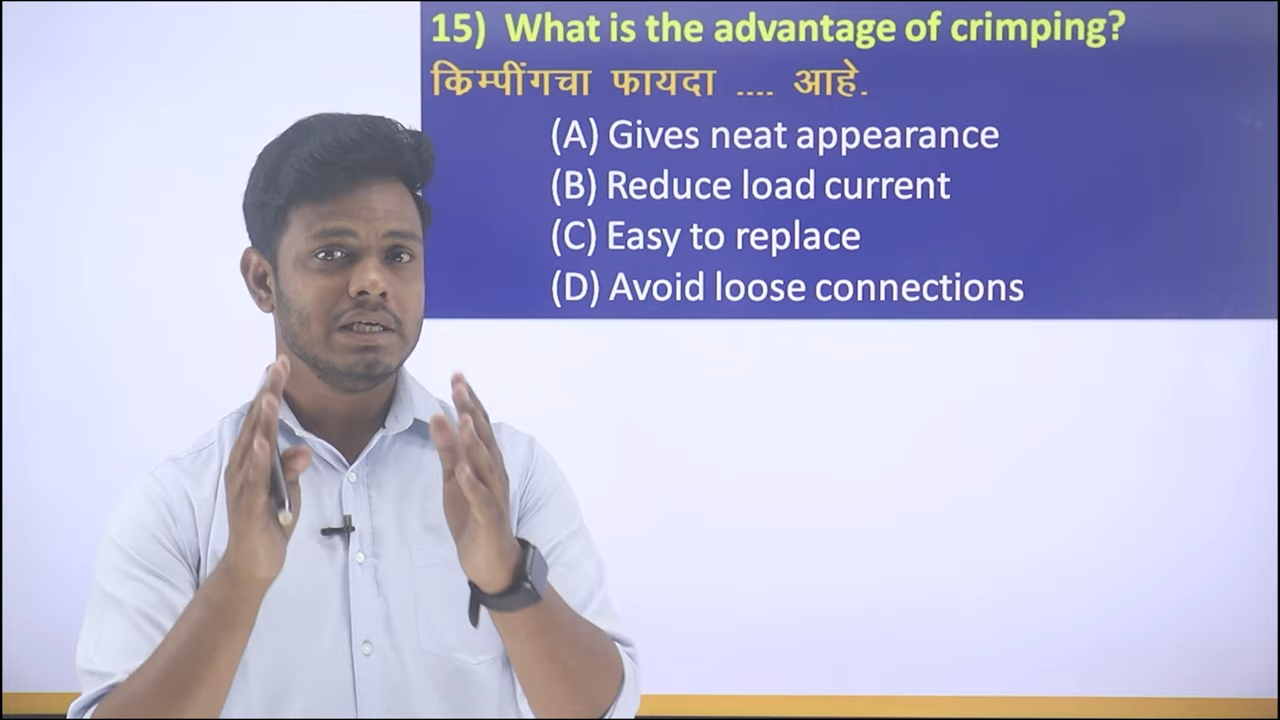 15) What is the advantage of crimping?
किम्पींगचा फायदा .... आहे.
(A) Gives neat appearance
(B) Reduce load current
(C) Easy to replace
(D) Avoid loose connections